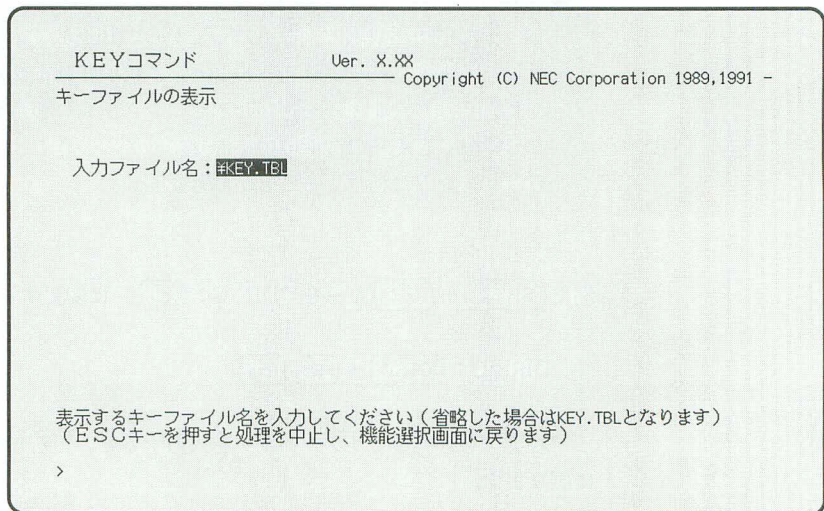 KEYコマンド Ver. X.XX
Copyright (C) NEC Corporation 1989,1991 -
キーファイルの表示
入力ファイル名：¥KEY.TBL
表示するキーファイル名を入力してください（省略した場合はKEY.TBLとなります）
（ESCキーを押すと処理を中止し、機能選択画面に戻ります）
>